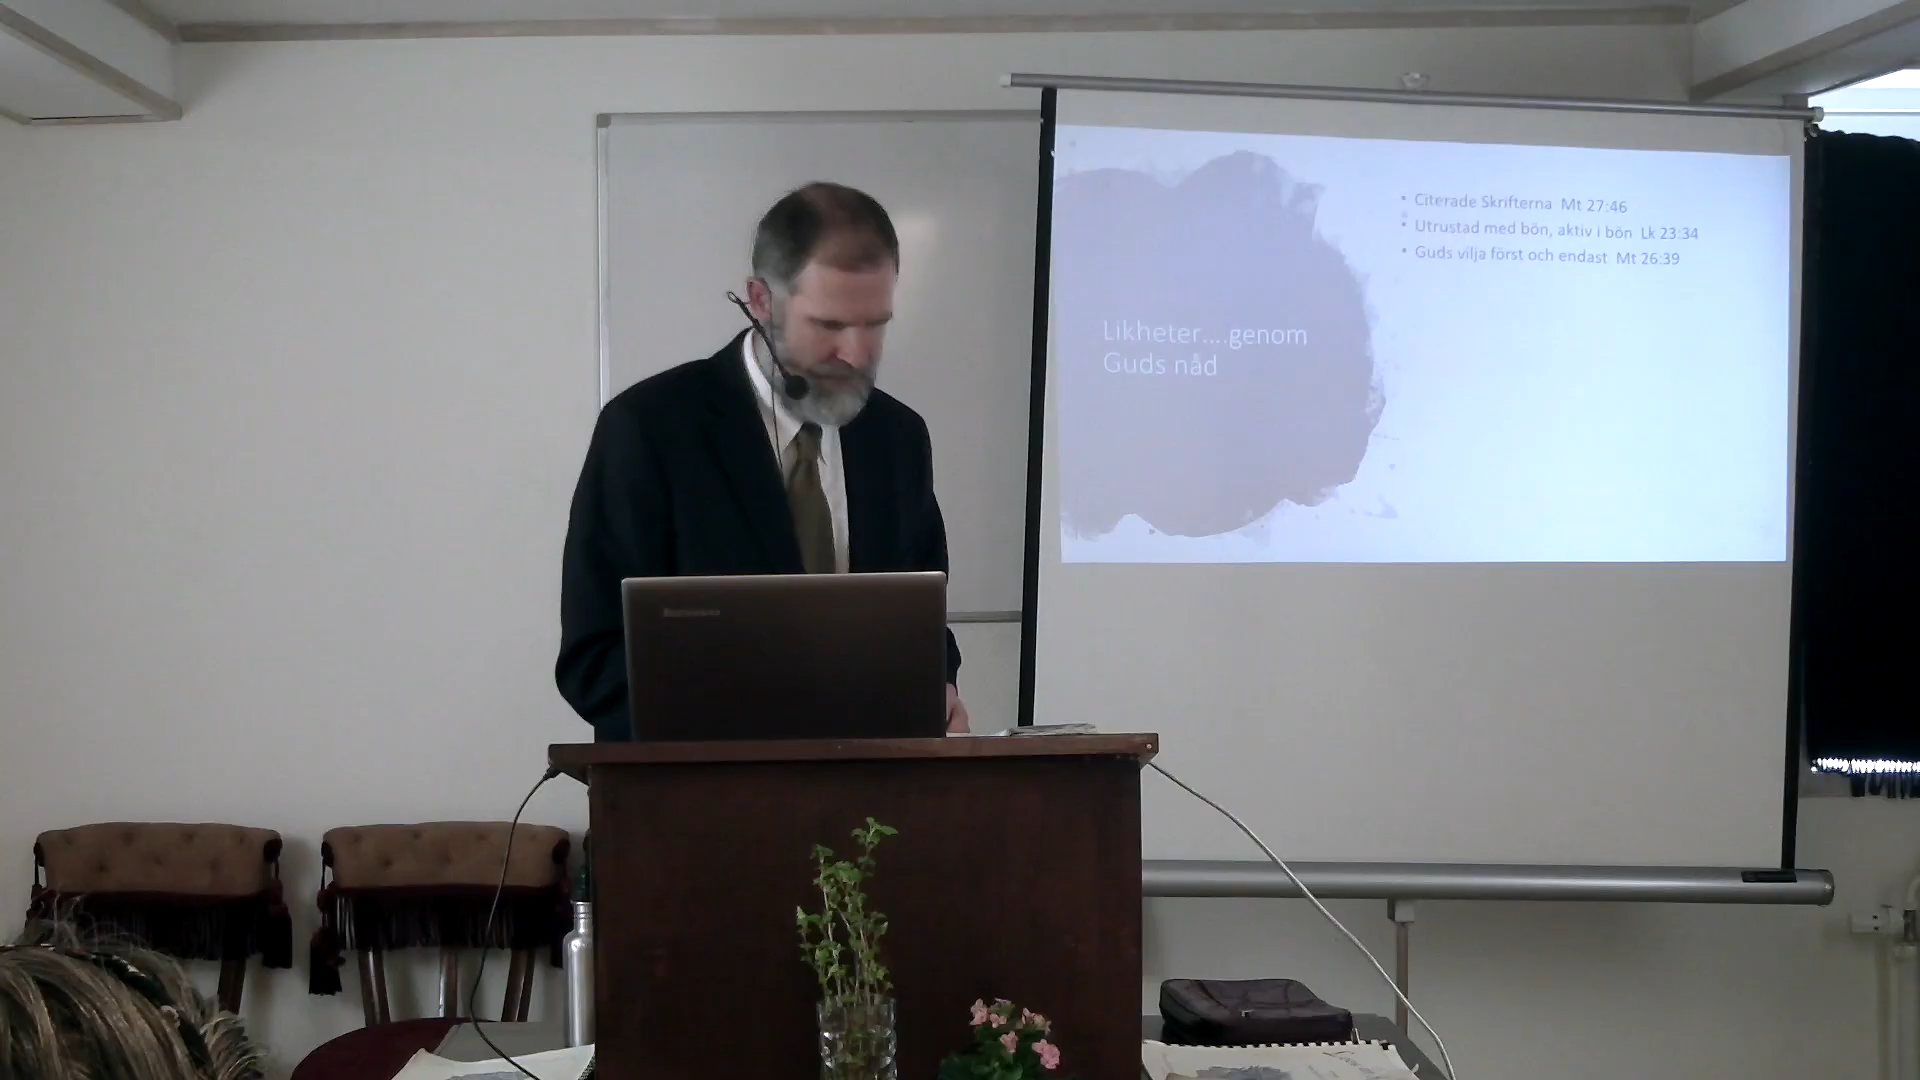 Citerade Skrifterna Mt 27:46
Utrustad med bön, aktiv i bön Lk 23:34
Guds vilja först och endast Mt 26:39
Likheter....genom
Guds nåd